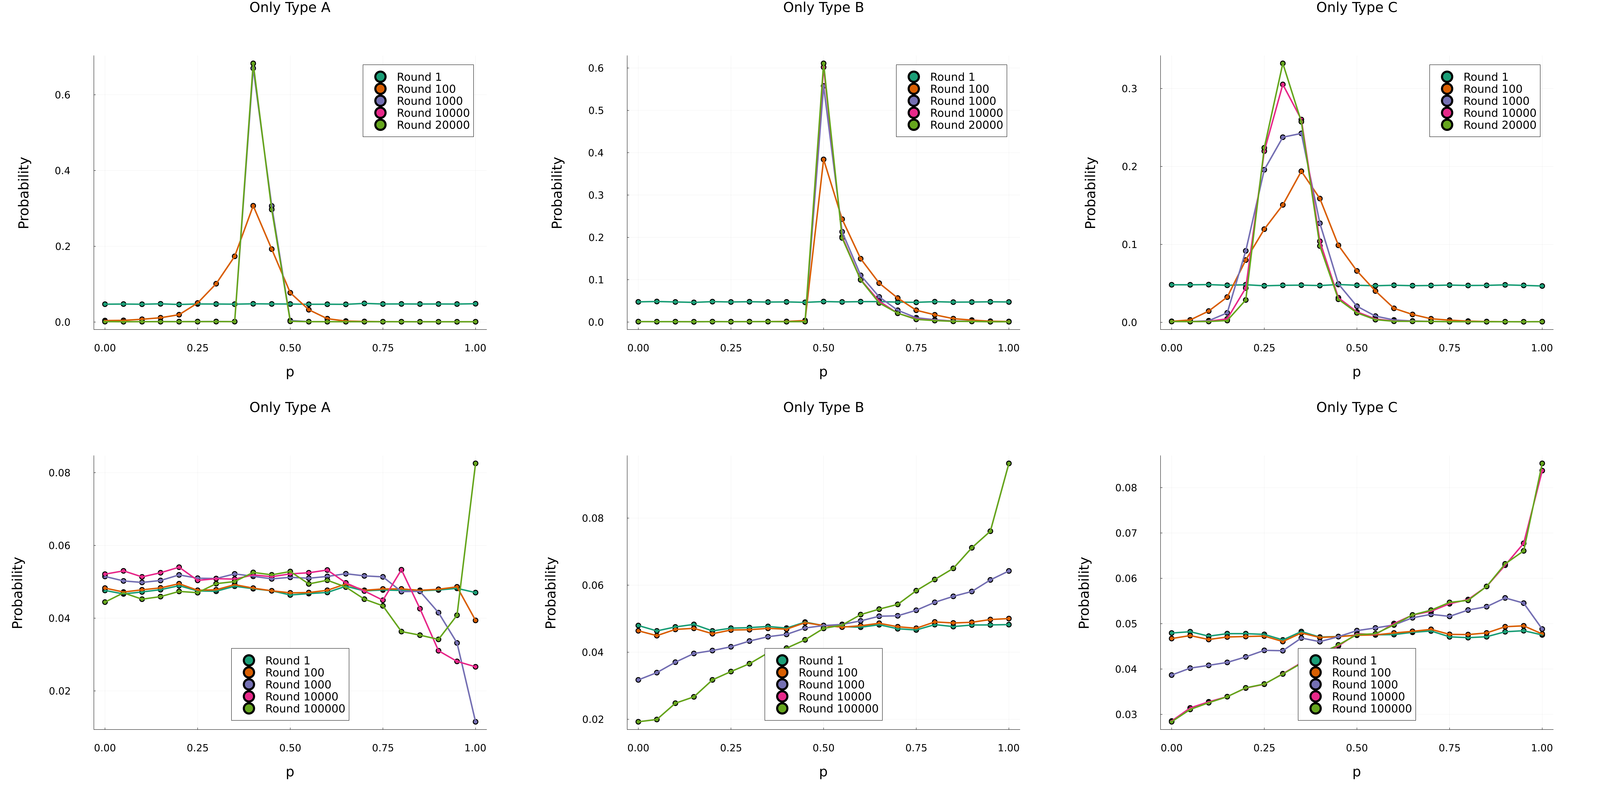 Only Type A
Probability
0.6
0.4
0.2
0.0
Round 1
Round 100
Round 1000
Round 10000
Round 20000
0.00 0.25 0.50 0.75 1.00
p
Only Type B
Probability
0.6
0.5
0.4
0.3
0.2
0.1
0.0
Round 1
Round 100
Round 1000
Round 10000
Round 20000
0.00 0.25 0.50 0.75 1.00
p
Only Type C
Probability
0.3
0.2
0.1
0.0
Round 1
Round 100
Round 1000
Round 10000
Round 20000
0.00 0.25 0.50 0.75 1.00
p
Only Type A
Probability
0.08
0.06
0.04
0.02
Round 1
Round 100
Round 1000
Round 10000
Round 100000
0.00 0.25 0.50 0.75 1.00
p
Only Type B
Probability
0.08
0.06
0.04
0.02
Round 1
Round 100
Round 1000
Round 10000
Round 100000
0.00 0.25 0.50 0.75 1.00
p
Only Type C
Probability
0.08
0.07
0.06
0.05
0.04
0.03
Round 1
Round 100
Round 1000
Round 10000
Round 100000
0.00 0.25 0.50 0.75 1.00
p